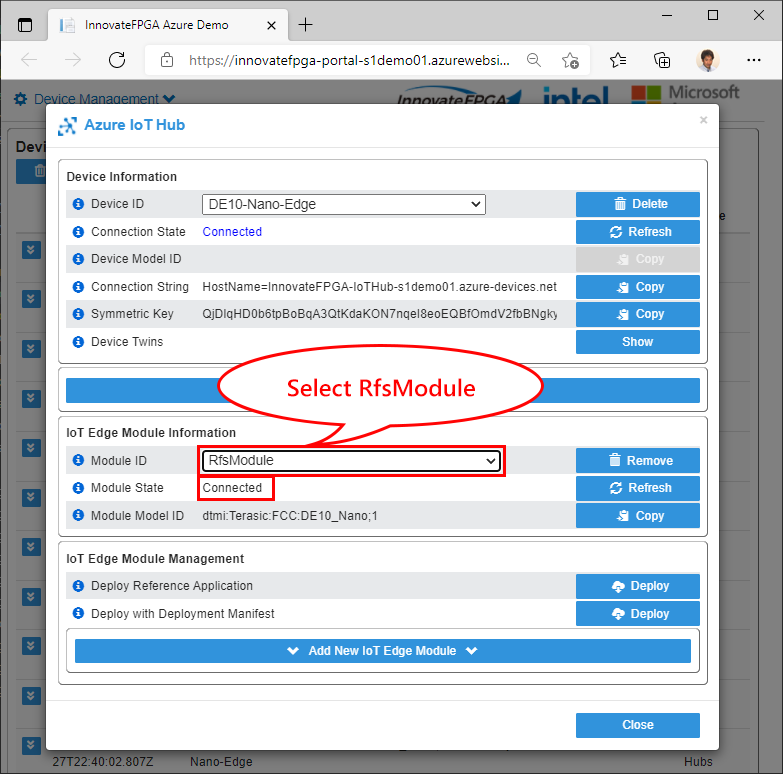 InnovateFPGA Azure Demo
https://innovatefpga-portal-s1demo01.azurewebsi...
Device Management
InnovateFPGA
intel
Microsoft
Azure IoT Hub
Devi
Device Information
Device ID DE10-Nano-Edge Delete
Connection State Connected Refresh
Device Model ID Copy
Connection String HostName=InnovateFPGA-IoTHub-s1demo01.azure-devices.net Copy
Symmetric Key QjDlqHD0b6tpBoBqA3QtKdaKON7nqeI8eoEQBfOmdV2fbBNgky Copy
Device Twins Show
Select RfsModule
IoT Edge Module Information
Module ID RfsModule Remove
Module State Connected Refresh
Module Model ID dtmi:Terasic:FCC:DE10_Nano;1 Copy
IoT Edge Module Management
Deploy Reference Application Deploy
Deploy with Deployment Manifest Deploy
Add New IoT Edge Module
Close
27T22:40:02.807Z Nano-Edge Hubs